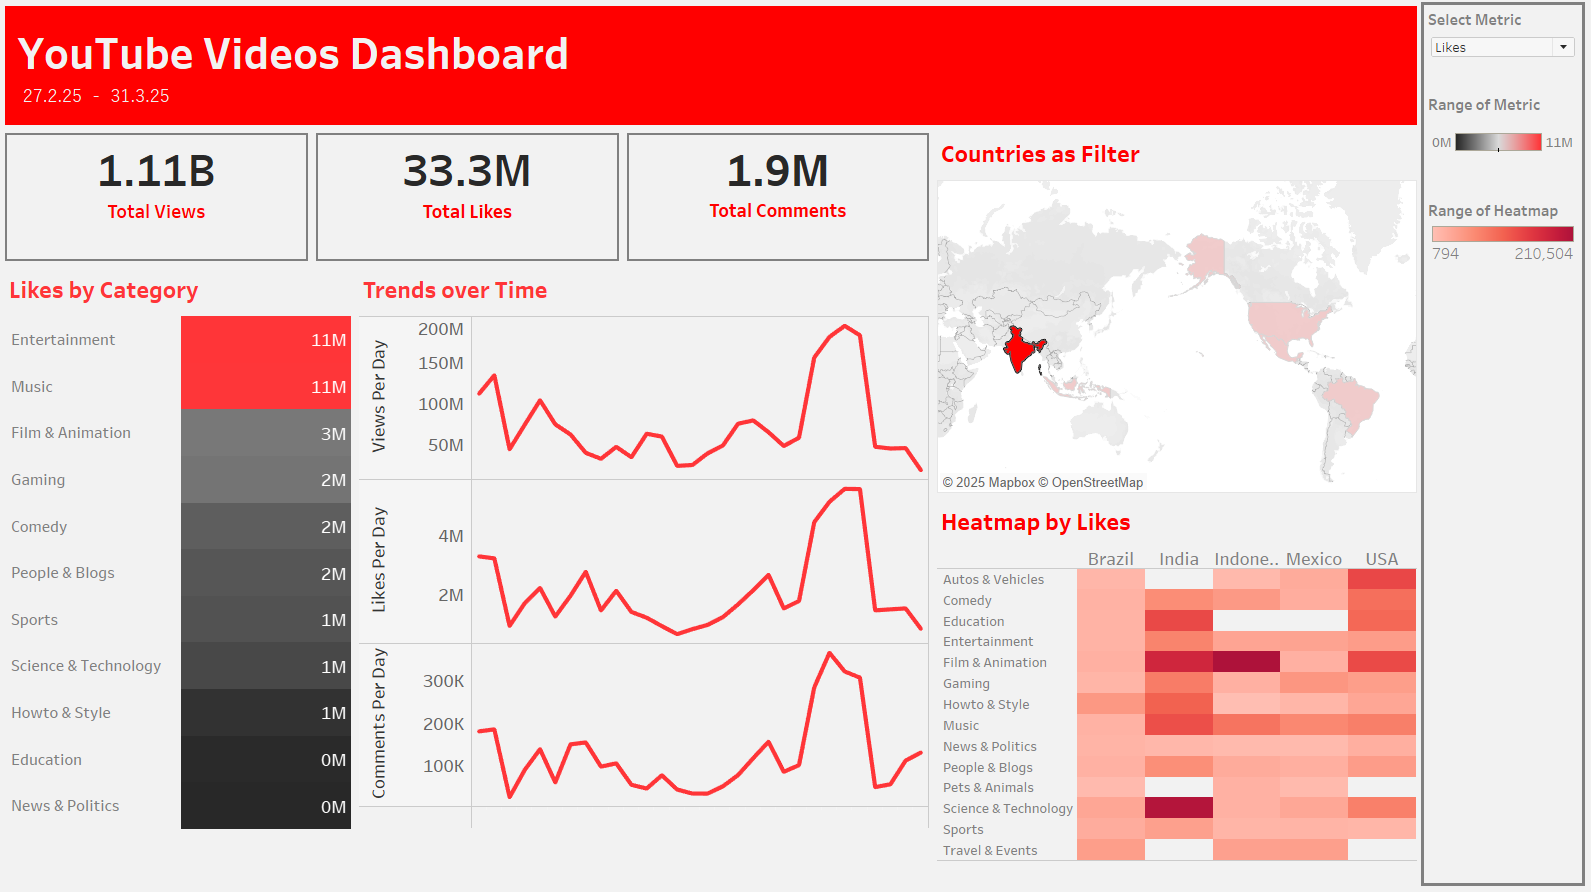 YouTube Videos Dashboard
27.2.25 - 31.3.25
1.11B
Total Views
33.3M
Total Likes
1.9M
Total Comments
Likes by Category
Entertainment 11M
Music 11M
Film & Animation 3M
Gaming 2M
Comedy 2M
People & Blogs 2M
Sports 1M
Science & Technology 1M
Howto & Style 1M
Education 0M
News & Politics 0M
Trends over Time
Views Per Day
200M
150M
100M
50M
Likes Per Day
4M
2M
Comments Per Day
300K
200K
100K
Countries as Filter
© 2025 Mapbox © OpenStreetMap
Heatmap by Likes
Brazil India Indone.. Mexico USA
Autos & Vehicles
Comedy
Education
Entertainment
Film & Animation
Gaming
Howto & Style
Music
News & Politics
People & Blogs
Pets & Animals
Science & Technology
Sports
Travel & Events
Select Metric
Likes
Range of Metric
0M 11M
Range of Heatmap
794 210,504